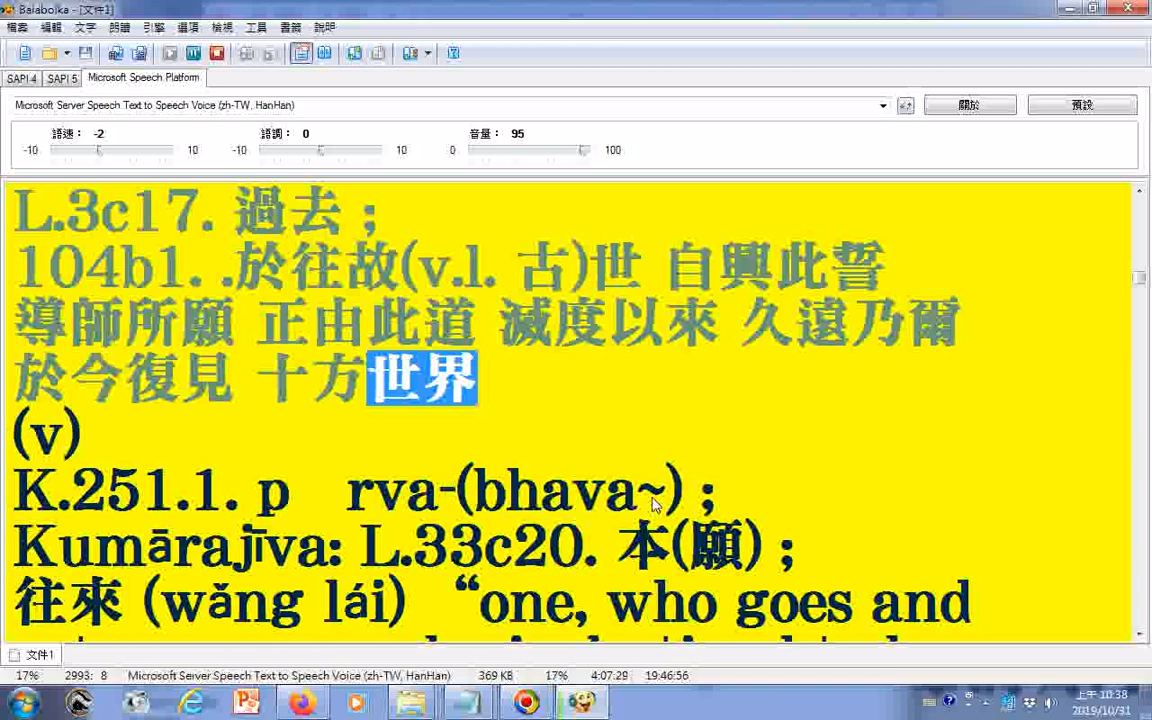 Balabolka - [文件1]
檔案 編輯 文字 朗讀 引擎 選項 檢視 工具 書籤 說明
SAPI 4 SAPI 5 Microsoft Speech Platform
Microsoft Server Speech Text to Speech Voice (zh-TW, HanHan) 關於 預設
語速： -2 語調： 0 音量： 95
-10 10 -10 10 0 100
L.3c17. 過去；
104b1. .於往故(v.l. 古)世 自興此誓
導師所願 正由此道 滅度以來 久遠乃爾
於今復見 十方世界
(v)
K.251.1. p rva-(bhava~) ;
Kumārajīva: L.33c20. 本(願)；
往來 (wǎng lái) “one, who goes and
文件1
17% 2993: 8 Microsoft Server Speech Text to Speech Voice (zh-TW, HanHan) 369 KB 17% 4:07:29 19:46:56
上午 10:38
2019/10/31